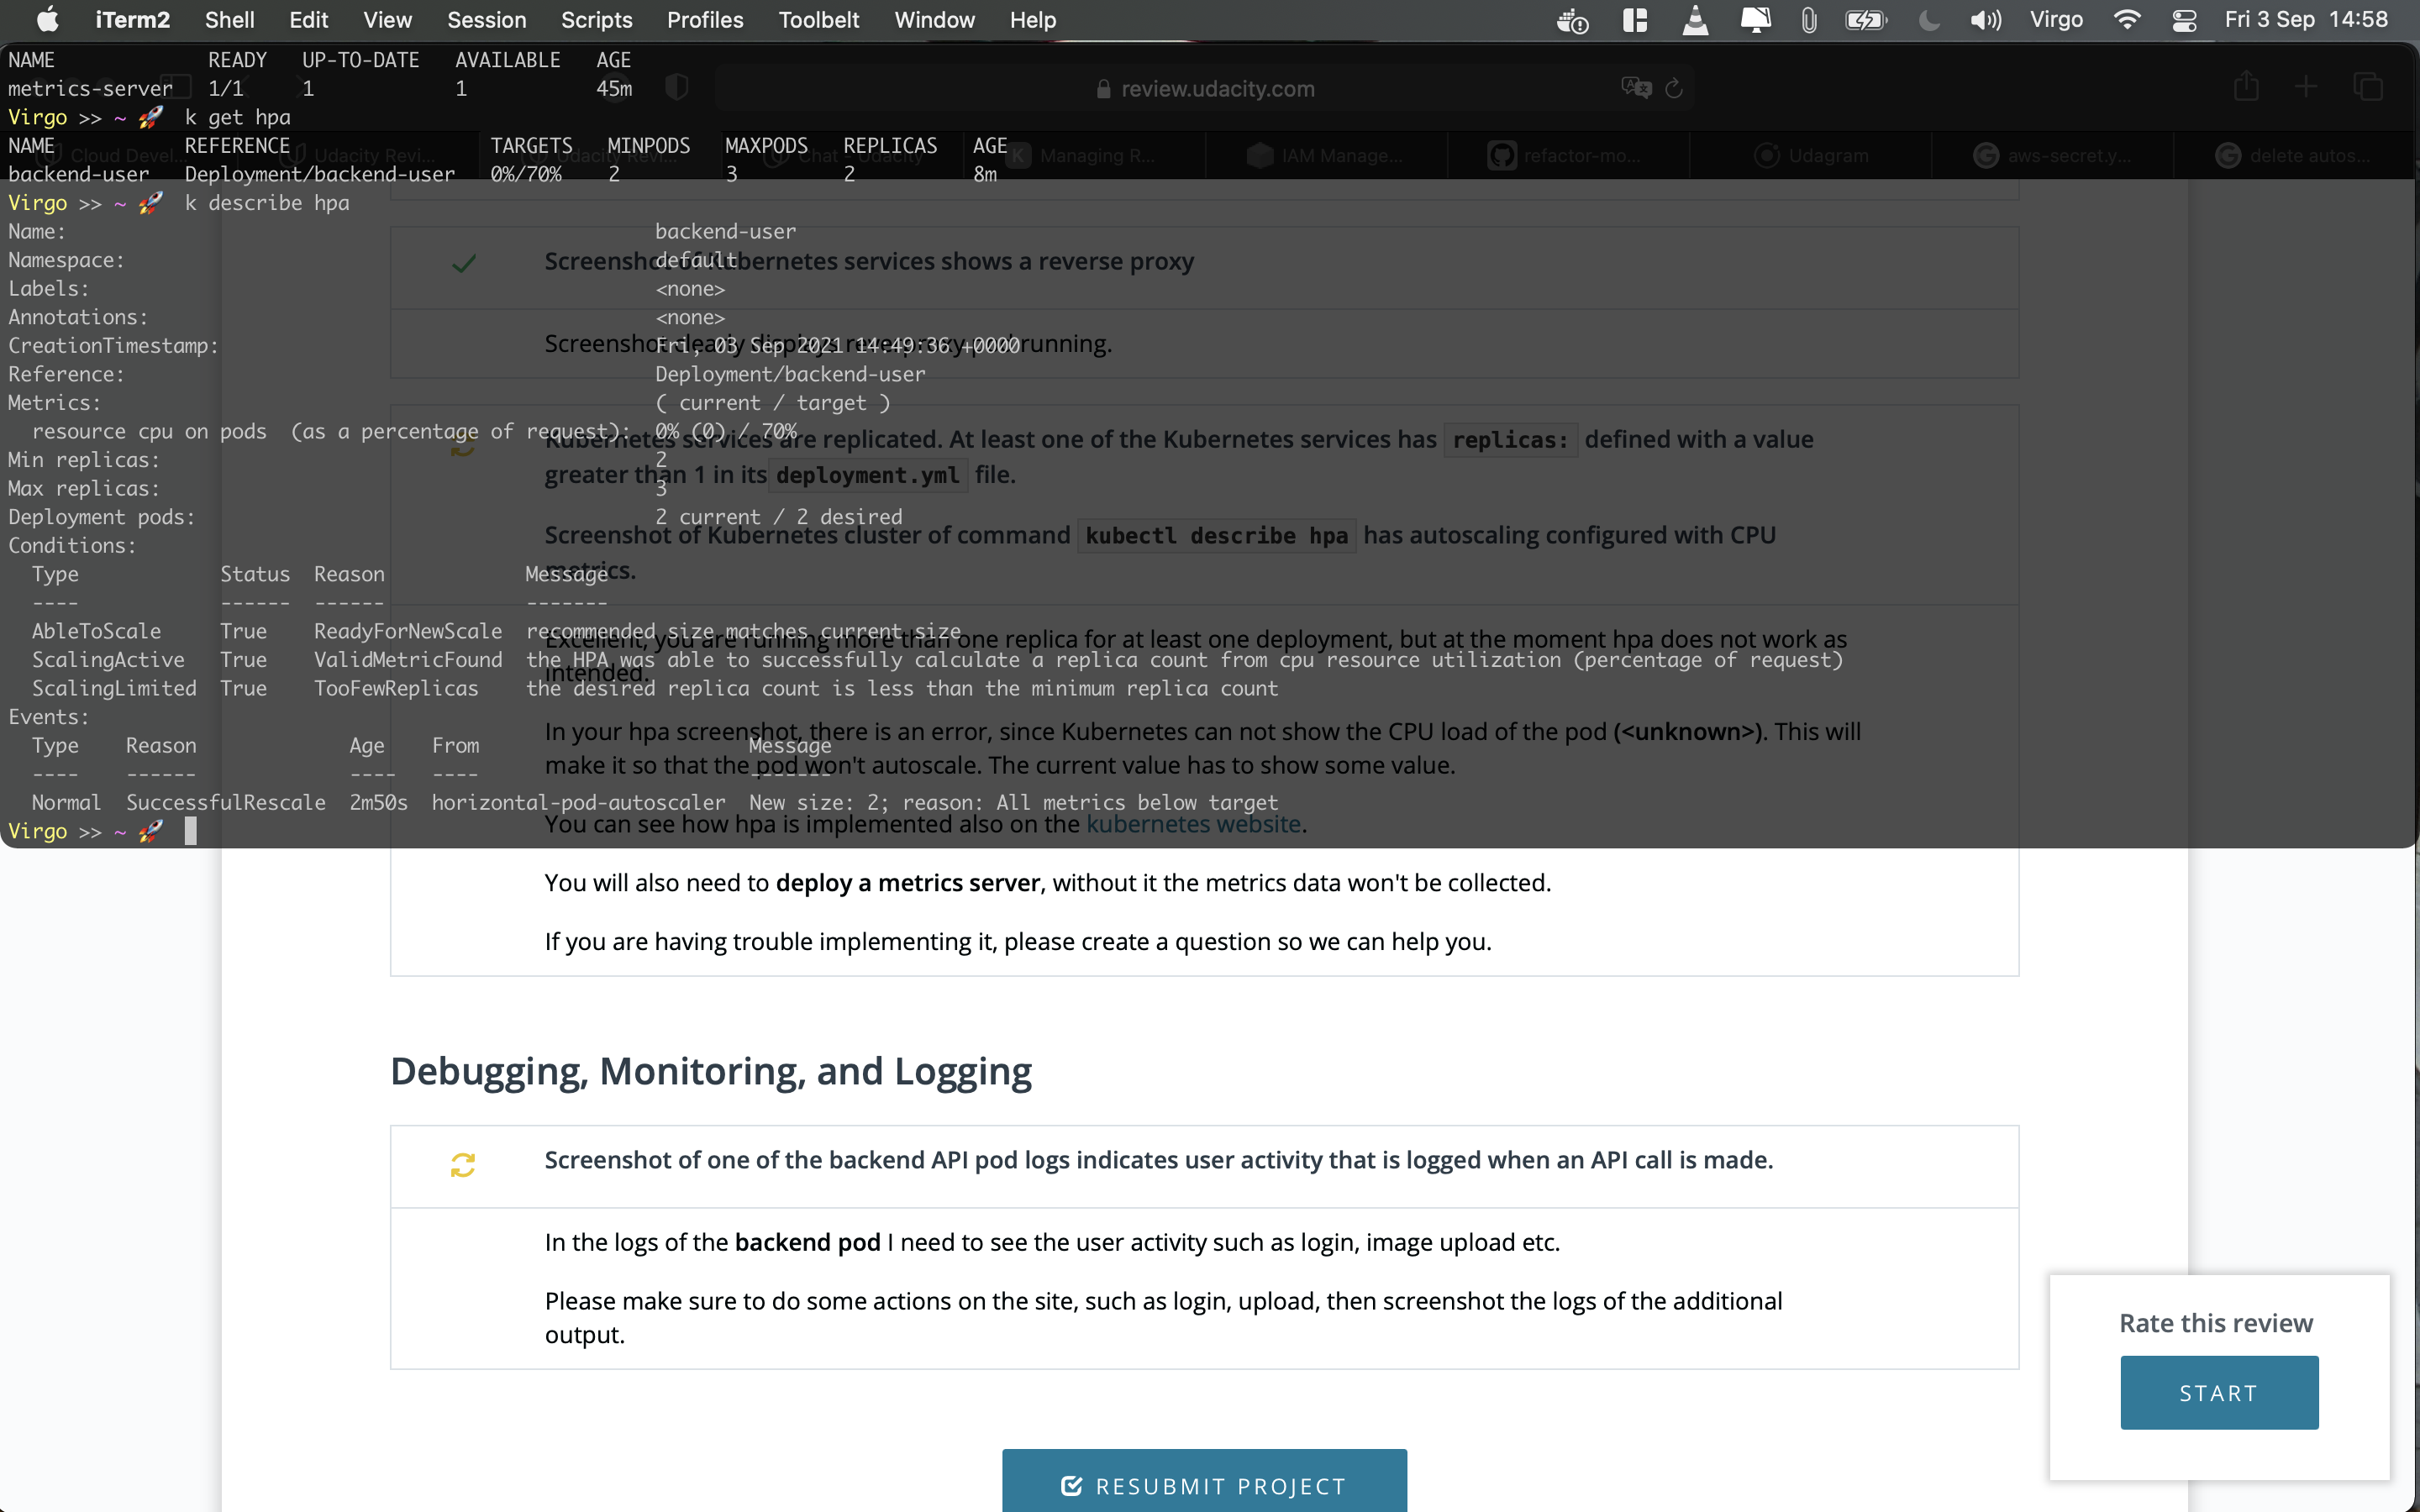 iTerm2 Shell Edit View Session Scripts Profiles Toolbelt Window Help Virgo Fri 3 Sep 14:58
NAME READY UP-TO-DATE AVAILABLE AGE
metrics-server 1/1 1 1 45m
review.udacity.com
Virgo >> ~ 🚀 k get hpa
NAME REFERENCE TARGETS MINPODS MAXPODS REPLICAS AGE
Cloud Devel... Udacity Revi... Udacity Revi... Chat - Udacity Managing R... IAM Manage... refactor-mo... Udagram aws-secret.y... delete autos...
backend-user Deployment/backend-user 0%/70% 2 3 2 8m
Virgo >> ~ 🚀 k describe hpa
Name: backend-user
Namespace: default
Labels: <none>
Annotations: <none>
CreationTimestamp: Fri, 03 Sep 2021 14:49:36 +0000
Reference: Deployment/backend-user
Metrics: ( current / target )
resource cpu on pods (as a percentage of request): 0% (0) / 70%
Min replicas: 2
Max replicas: 3
Deployment pods: 2 current / 2 desired
Conditions:
Type Status Reason Message
---- ------ ------ -------
AbleToScale True ReadyForNewScale recommended size matches current size
ScalingActive True ValidMetricFound the HPA was able to successfully calculate a replica count from cpu resource utilization (percentage of request)
ScalingLimited True TooFewReplicas the desired replica count is less than the minimum replica count
Events:
Type Reason Age From Message
---- ------ ---- ---- -------
Normal SuccessfulRescale 2m50s horizontal-pod-autoscaler New size: 2; reason: All metrics below target
Virgo >> ~ 🚀
Screenshot of Kubernetes services shows a reverse proxy
Screenshot clearly displays reverseproxy pod running.
Kubernetes services are replicated. At least one of the Kubernetes services has replicas: defined with a value
greater than 1 in its deployment.yml file.
Screenshot of Kubernetes cluster of command kubectl describe hpa has autoscaling configured with CPU
metrics.
Excellent, you are running more than one replica for at least one deployment, but at the moment hpa does not work as
intended.
In your hpa screenshot, there is an error, since Kubernetes can not show the CPU load of the pod (<unknown>). This will
make it so that the pod won't autoscale. The current value has to show some value.
You can see how hpa is implemented also on the kubernetes website.
You will also need to deploy a metrics server, without it the metrics data won't be collected.
If you are having trouble implementing it, please create a question so we can help you.
Debugging, Monitoring, and Logging
Screenshot of one of the backend API pod logs indicates user activity that is logged when an API call is made.
In the logs of the backend pod I need to see the user activity such as login, image upload etc.
Please make sure to do some actions on the site, such as login, upload, then screenshot the logs of the additional
output.
Rate this review
START
RESUBMIT PROJECT